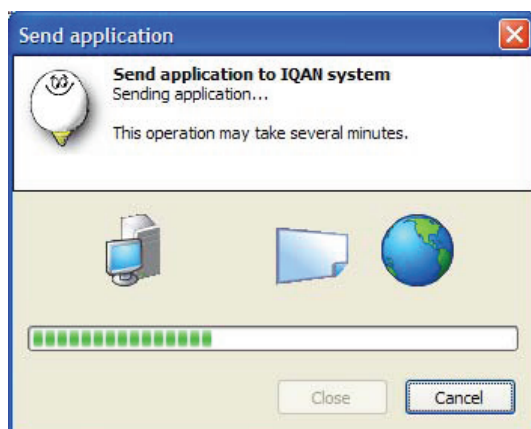 Send application
Send application to IQAN system
Sending application...
This operation may take several minutes.
Close
Cancel